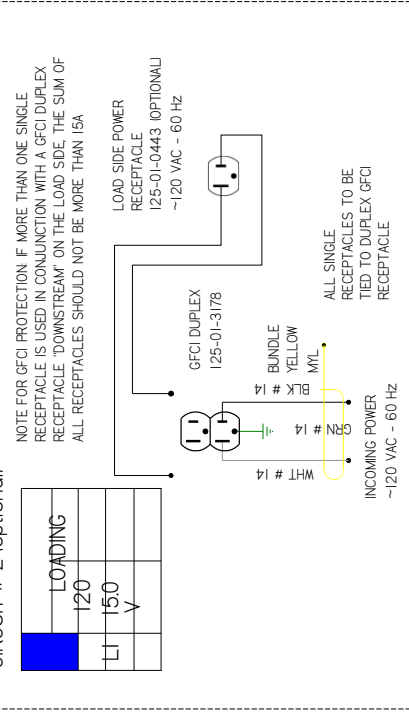 CIRCUIT # 2 (optional)
LOADING
120
L1
15.0
V
NOTE FOR GFCI PROTECTION: IF MORE THAN ONE SINGLE
RECEPTACLE IS USED IN CONJUNCTION WITH A GFCI DUPLEX
RECEPTACLE "DOWNSTREAM" ON THE LOAD SIDE, THE SUM OF
ALL RECEPTACLES SHOULD NOT BE MORE THAN 15A
LOAD SIDE POWER
RECEPTACLE
125-01-0443 (OPTIONAL)
~120 VAC - 60 Hz
GFCI DUPLEX
125-01-3178
BUNDLE
YELLOW
MYL
WHT # 14
GRN # 14
BLK # 14
INCOMING POWER
~120 VAC - 60 Hz
ALL SINGLE
RECEPTACLES TO BE
TIED TO DUPLEX GFCI
RECEPTACLE